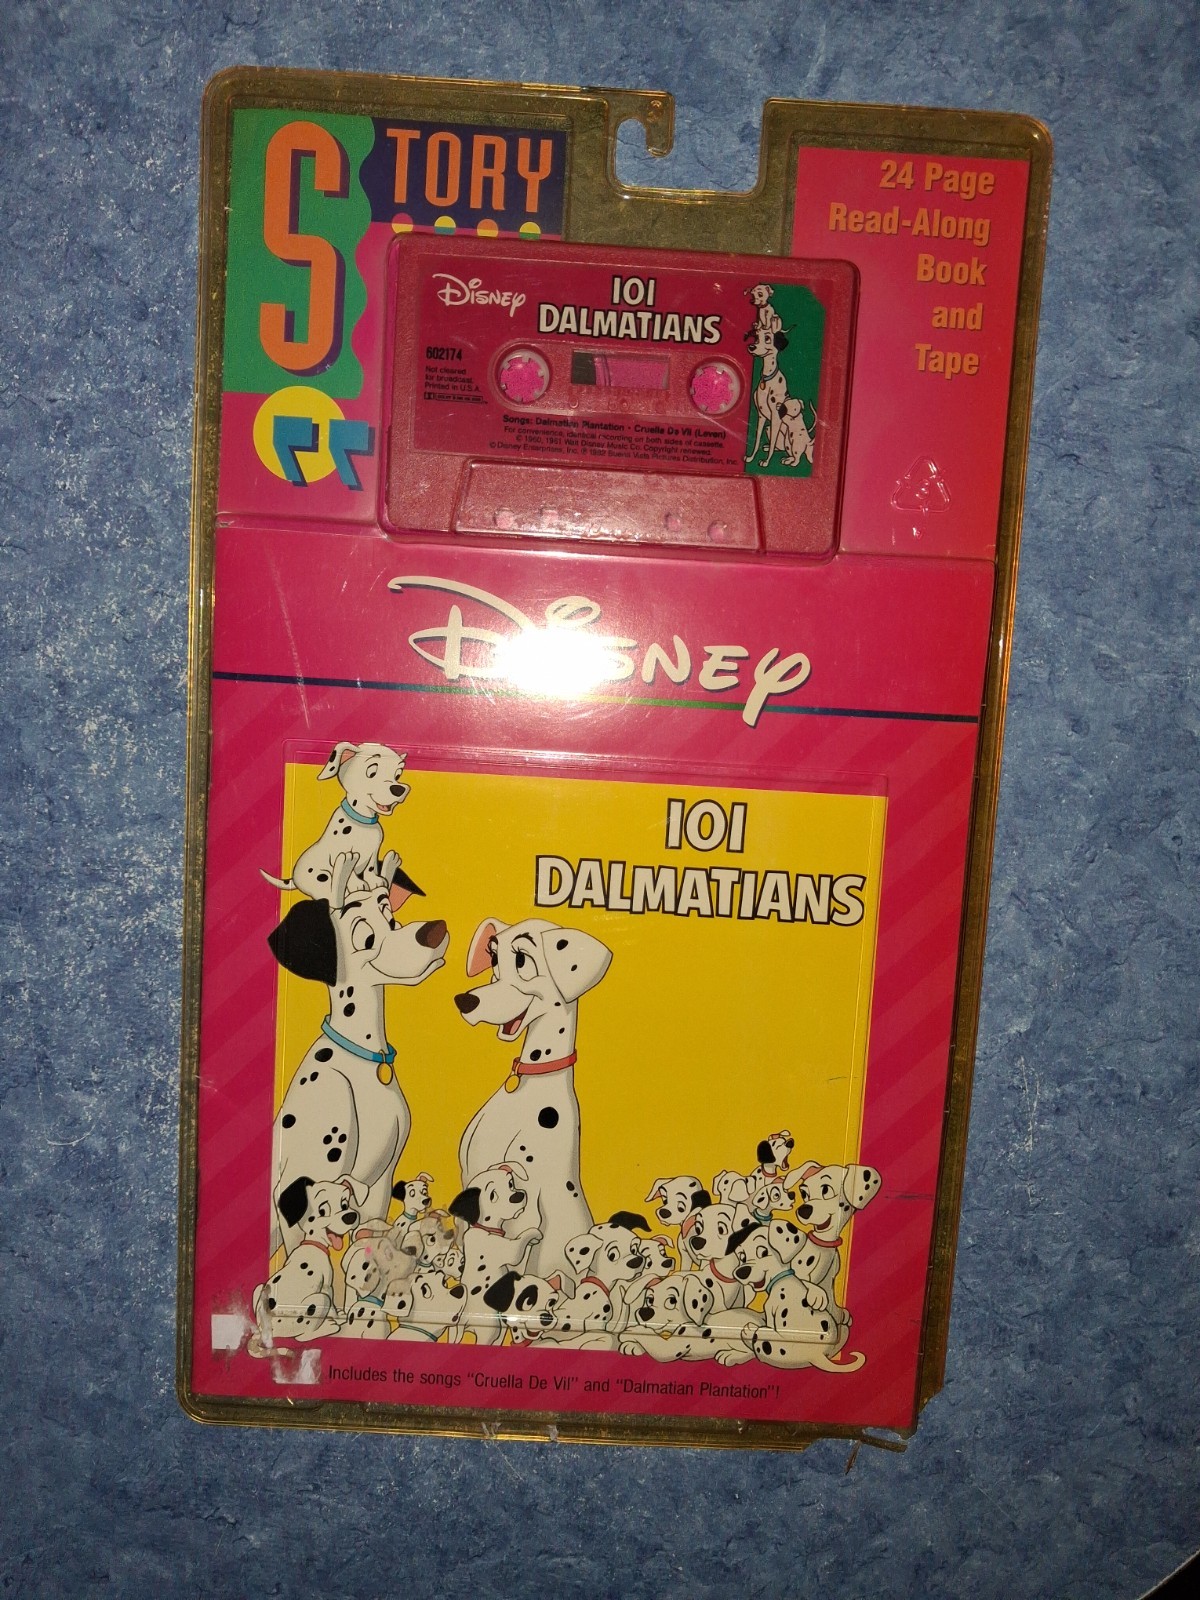 STORY
24 Page
Read-Along
Book
and
Tape
Disney
101
DALMATIANS
602174
Not cleared
for broadcast.
Printed in U.S.A.
Songs: Dalmatian Plantation • Cruella De Vil (Leven)
For convenience, identical recording on both sides of cassette.
© 1960, 1961 Walt Disney Music Co. Copyright renewed.
© Disney Enterprises, Inc. ℗ 1992 Buena Vista Pictures Distribution, Inc.
Disney
101
DALMATIANS
Includes the songs "Cruella De Vil" and "Dalmatian Plantation"!